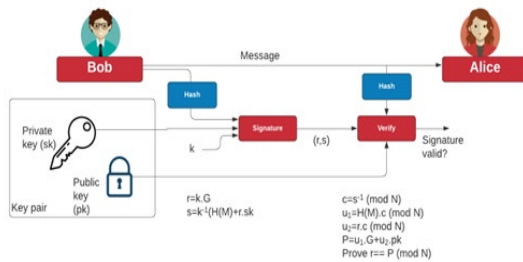 Message
Bob
Alice
Hash
Hash
Private
key (sk)
Signature
(r,s)
Verify
Signature
valid?
k
Public
key
(pk)
Key pair
r=k.G
s=k⁻¹(H(M)+r.sk
c=s⁻¹ (mod N)
u₁=H(M).c (mod N)
u₂=r.c (mod N)
P=u₁.G+u₂.pk
Prove r== P (mod N)